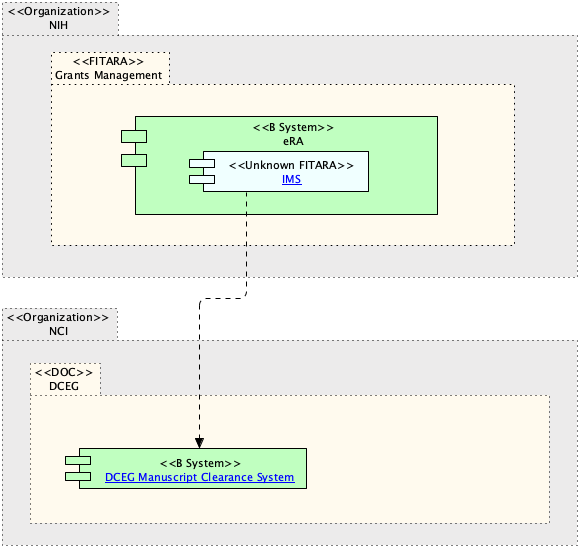 <<Organization>>
NIH
<<FITARA>>
Grants Management
<<B System>>
eRA
<<Unknown FITARA>>
IMS
<<Organization>>
NCI
<<DOC>>
DCEG
<<B System>>
DCEG Manuscript Clearance System